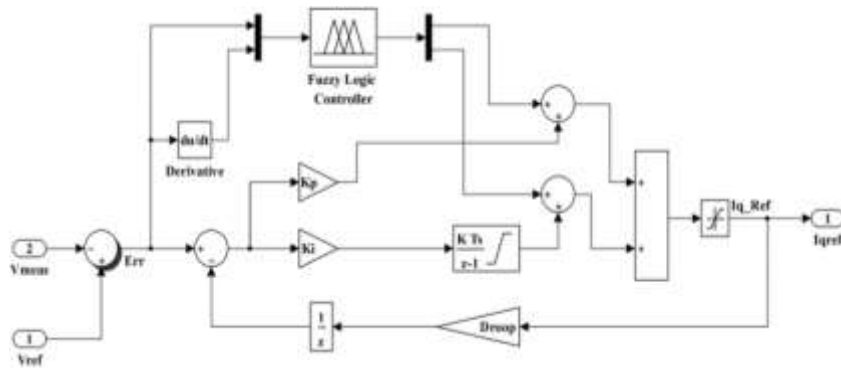 Fuzzy Logic
Controller
du/dt
Derivative
Kp
Ki
K Ts
z-1
2
Vmeas
Err
1
Vref
1
z
Droop
Iq_Ref
1
Iqref